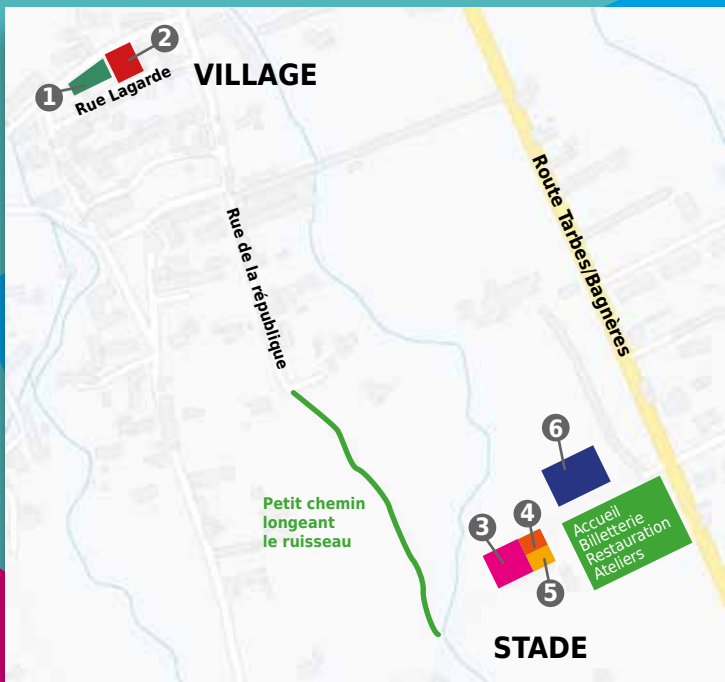 2
VILLAGE
1
Rue Lagarde
Route Tarbes/Bagnères
Rue de la république
6
Petit chemin
longeant
le ruisseau
3
4
5
Accueil
Billetterie
Restauration
Ateliers
STADE